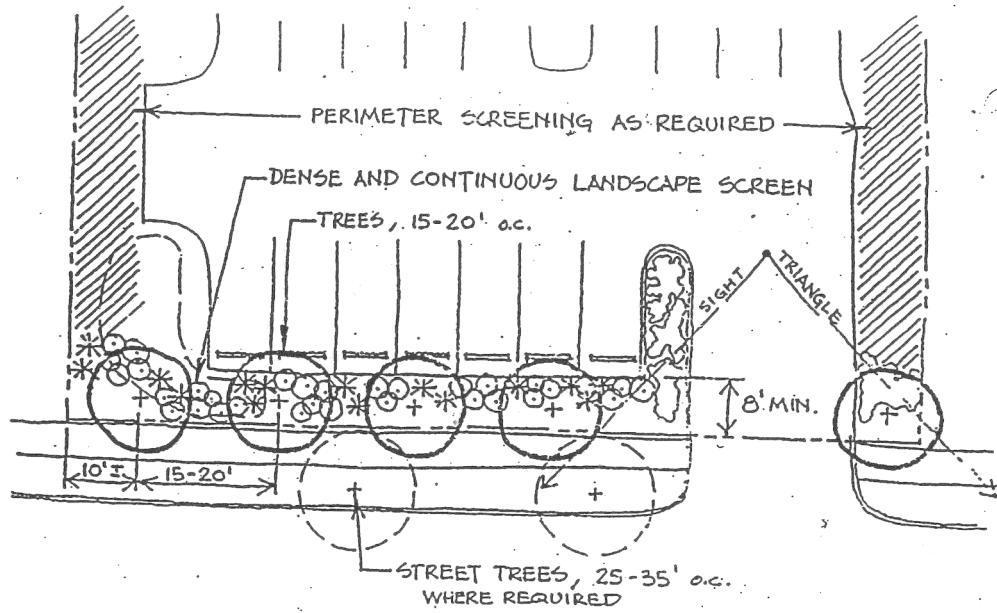 PERIMETER SCREENING AS REQUIRED
DENSE AND CONTINUOUS LANDSCAPE SCREEN
TREES, 15-20' o.c.
SIGHT
TRIANGLE
8' MIN.
10'±
15-20'
STREET TREES, 25-35' o.c.
WHERE REQUIRED